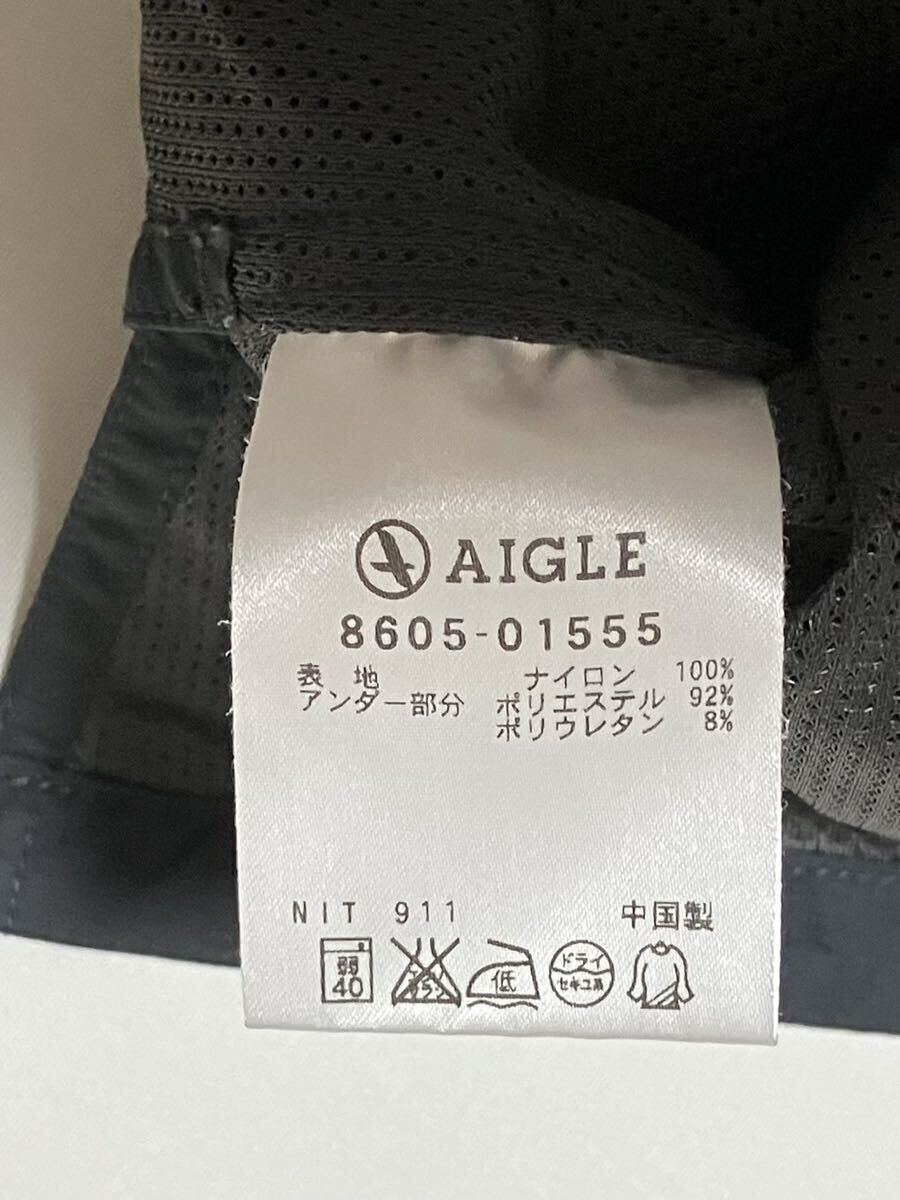 AIGLE
8605-01555
表 地 ナイロン 100%
アンダー部分 ポリエステル 92%
ポリウレタン 8%
NIT 911 中国製
弱 40 低 ドライ セキユ系